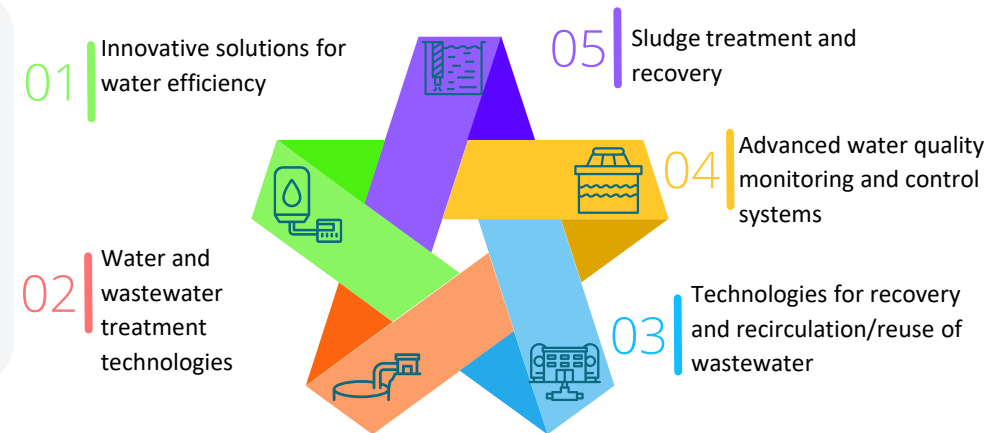 01
Innovative solutions for
water efficiency
02
Water and
wastewater
treatment
technologies
03
Technologies for recovery
and recirculation/reuse of
wastewater
04
Advanced water quality
monitoring and control
systems
05
Sludge treatment and
recovery